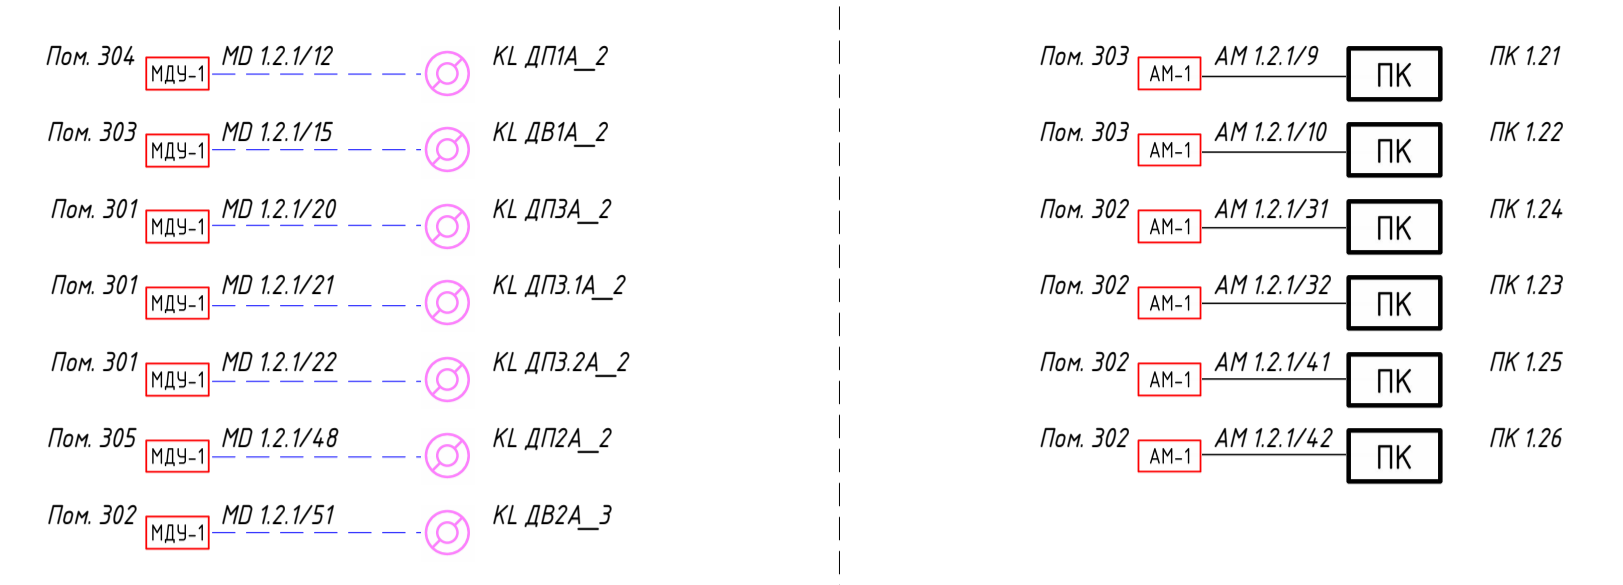 Пом. 304 МДУ-1 MD 1.2.1/12 KL ДП1А_2
Пом. 303 МДУ-1 MD 1.2.1/15 KL ДВ1А_2
Пом. 301 МДУ-1 MD 1.2.1/20 KL ДП3А_2
Пом. 301 МДУ-1 MD 1.2.1/21 KL ДП3.1А_2
Пом. 301 МДУ-1 MD 1.2.1/22 KL ДП3.2А_2
Пом. 305 МДУ-1 MD 1.2.1/48 KL ДП2А_2
Пом. 302 МДУ-1 MD 1.2.1/51 KL ДВ2А_3
Пом. 303 АМ-1 АМ 1.2.1/9 ПК ПК 1.21
Пом. 303 АМ-1 АМ 1.2.1/10 ПК ПК 1.22
Пом. 302 АМ-1 АМ 1.2.1/31 ПК ПК 1.24
Пом. 302 АМ-1 АМ 1.2.1/32 ПК ПК 1.23
Пом. 302 АМ-1 АМ 1.2.1/41 ПК ПК 1.25
Пом. 302 АМ-1 АМ 1.2.1/42 ПК ПК 1.26